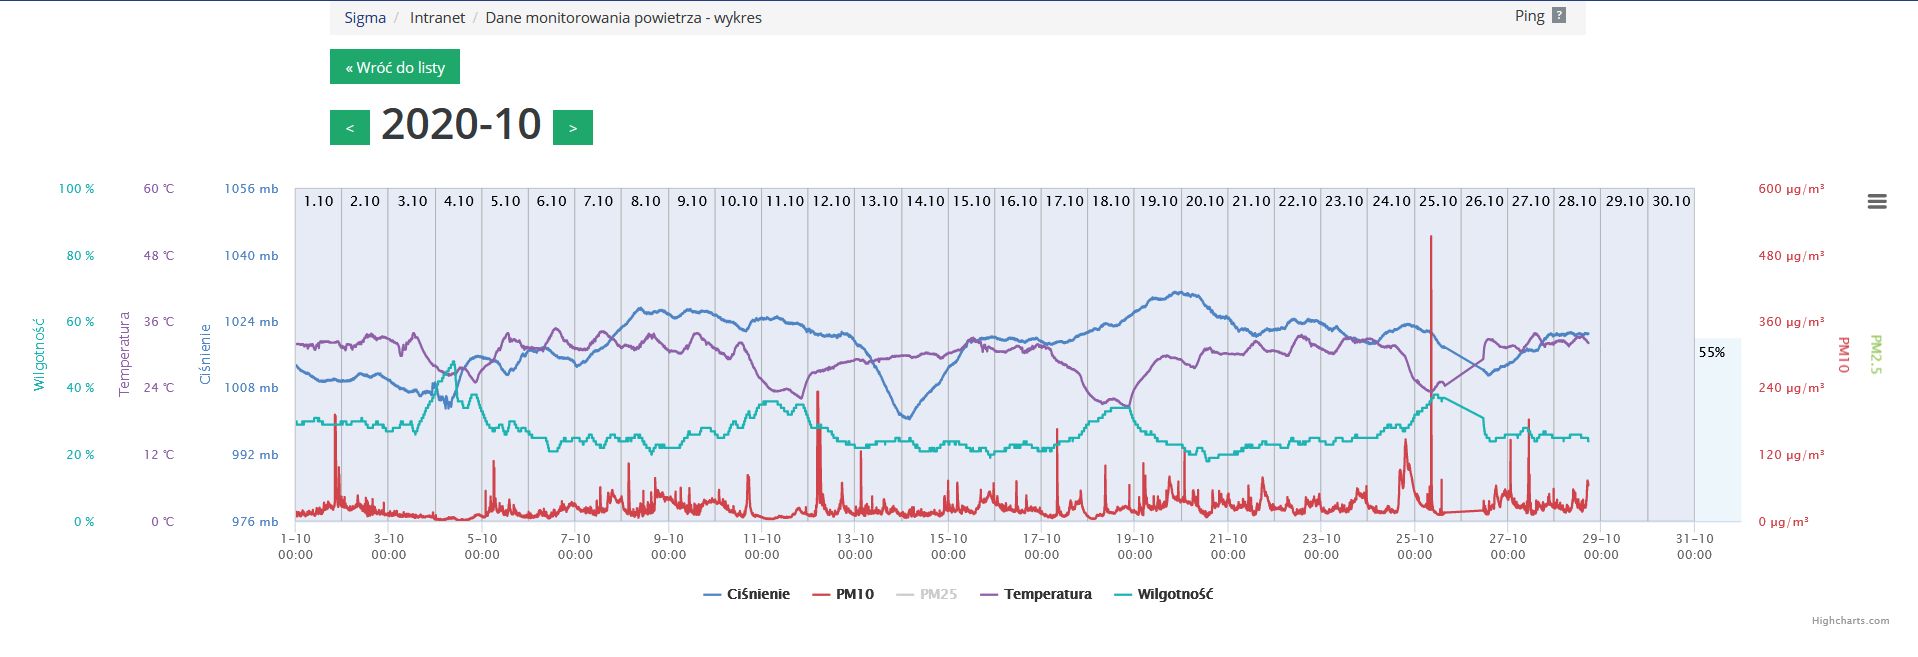 Sigma / Intranet / Dane monitorowania powietrza - wykres
Ping ?
« Wróć do listy
< 2020-10 >
100 % 60 °C 1056 mb 600 µg/m³
1.10 2.10 3.10 4.10 5.10 6.10 7.10 8.10 9.10 10.10 11.10 12.10 13.10 14.10 15.10 16.10 17.10 18.10 19.10 20.10 21.10 22.10 23.10 24.10 25.10 26.10 27.10 28.10 29.10 30.10
80 % 48 °C 1040 mb 480 µg/m³
60 % 36 °C 1024 mb 360 µg/m³
Wilgotność
Temperatura
Ciśnienie
55%
PM10
PM2.5
40 % 24 °C 1008 mb 240 µg/m³
20 % 12 °C 992 mb 120 µg/m³
0 % 0 °C 976 mb 0 µg/m³
1-10 3-10 5-10 7-10 9-10 11-10 13-10 15-10 17-10 19-10 21-10 23-10 25-10 27-10 29-10 31-10
00:00 00:00 00:00 00:00 00:00 00:00 00:00 00:00 00:00 00:00 00:00 00:00 00:00 00:00 00:00 00:00
Ciśnienie PM10 PM25 Temperatura Wilgotność
Highcharts.com